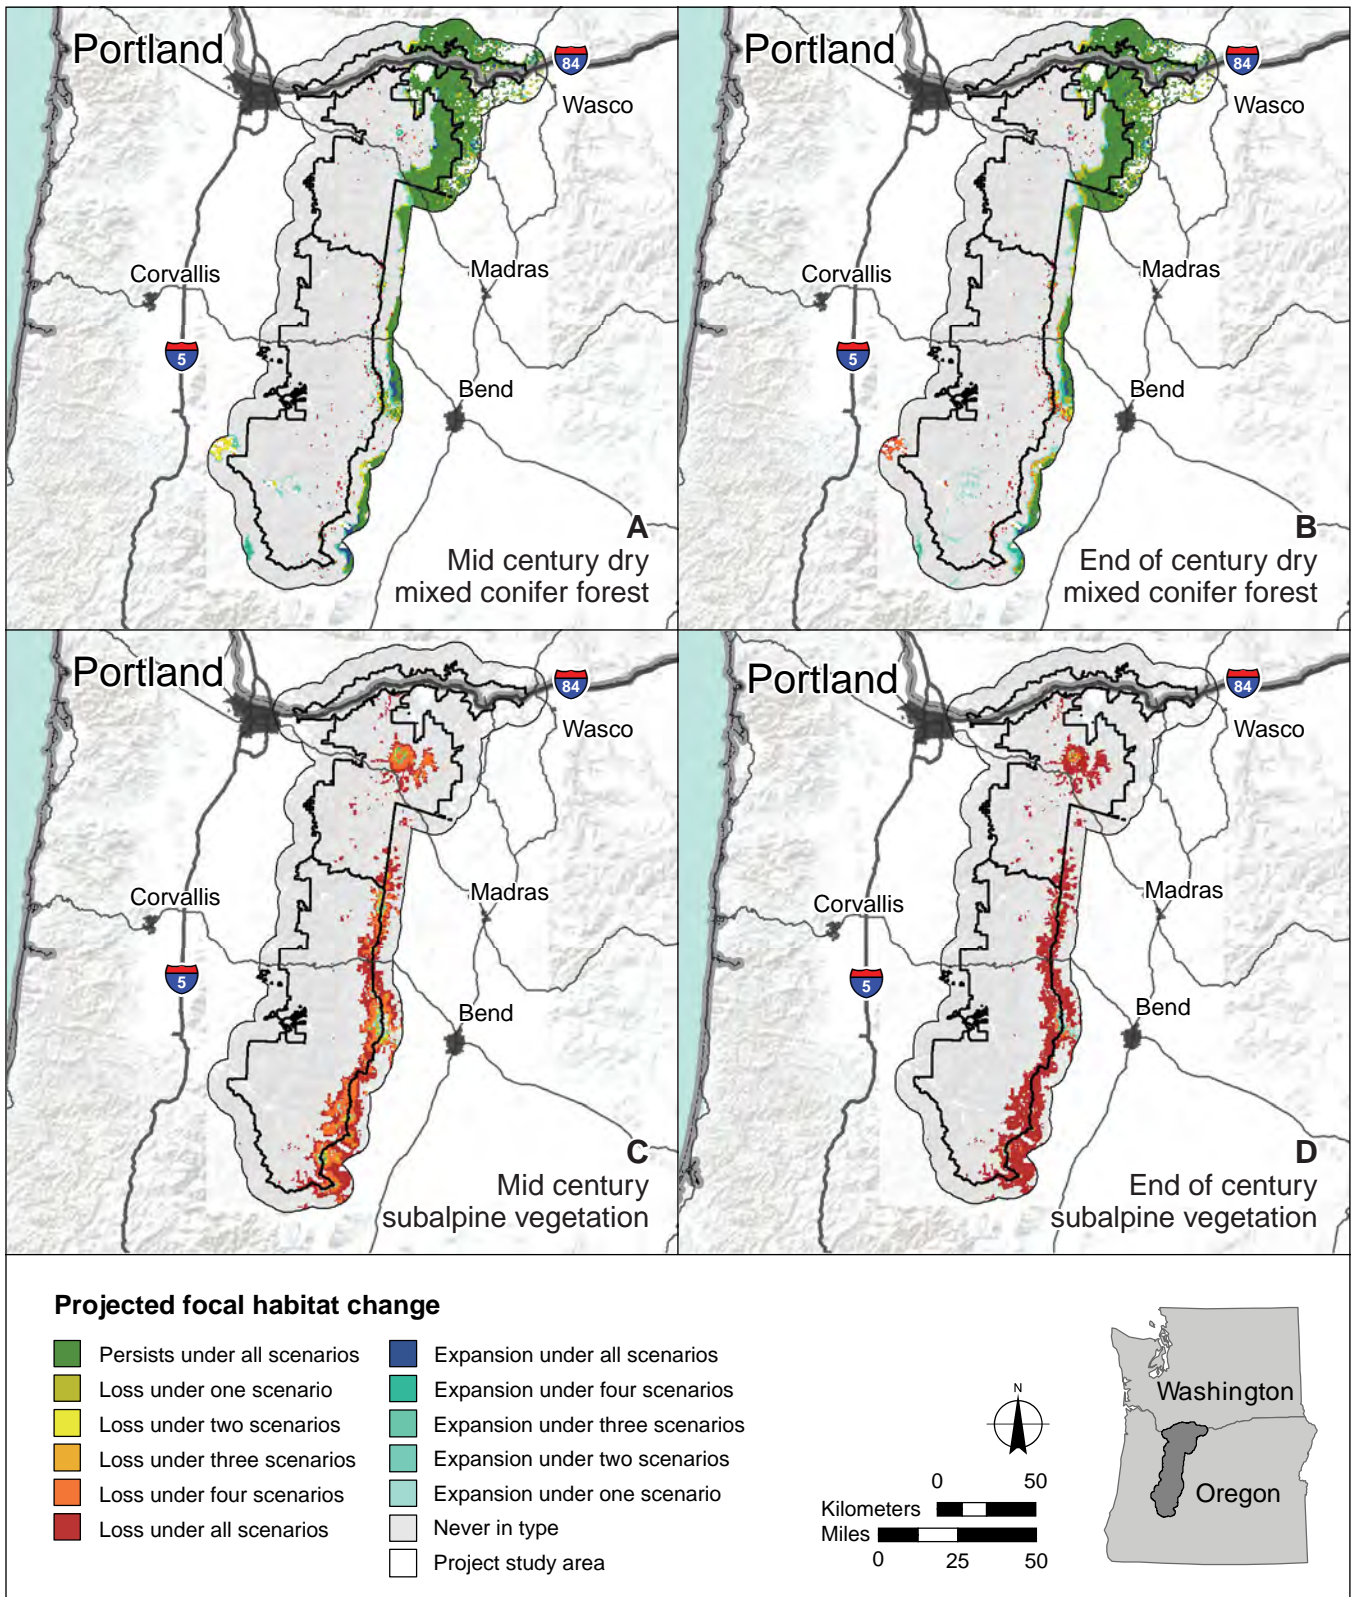 Portland
84
Wasco
Corvallis
Madras
5
Bend
A
Mid century dry
mixed conifer forest
Portland
84
Wasco
Corvallis
Madras
5
Bend
B
End of century dry
mixed conifer forest
Portland
84
Wasco
Corvallis
Madras
5
Bend
C
Mid century
subalpine vegetation
Portland
84
Wasco
Corvallis
Madras
5
Bend
D
End of century
subalpine vegetation
Projected focal habitat change
Persists under all scenarios
Loss under one scenario
Loss under two scenarios
Loss under three scenarios
Loss under four scenarios
Loss under all scenarios
Expansion under all scenarios
Expansion under four scenarios
Expansion under three scenarios
Expansion under two scenarios
Expansion under one scenario
Never in type
Project study area
N
0 50
Kilometers
Miles
0 25 50
Washington
Oregon